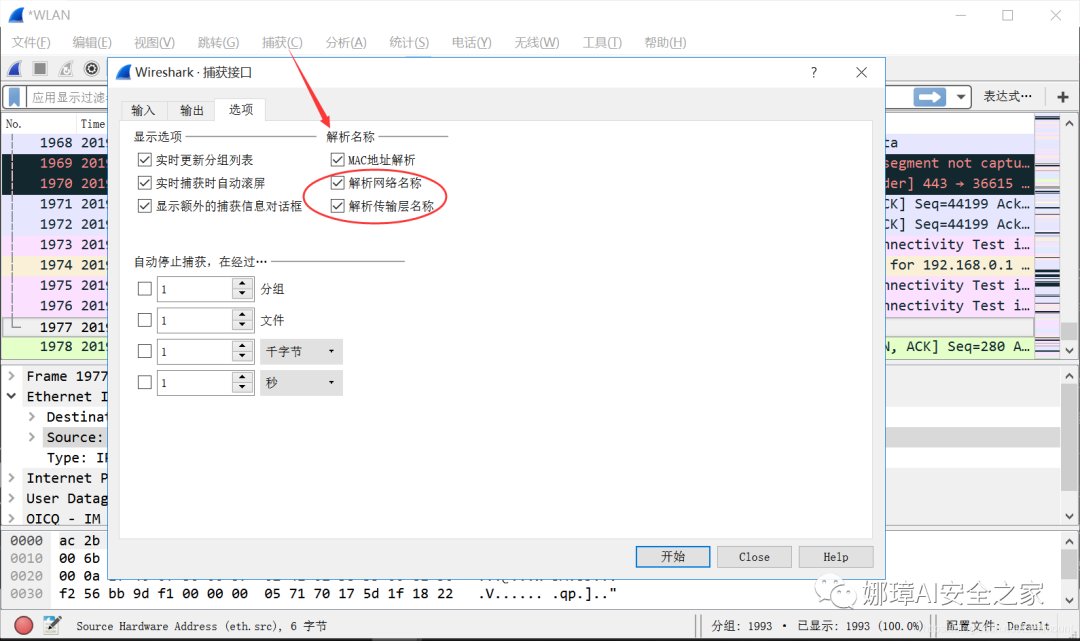 *WLAN
文件(F) 编辑(E) 视图(V) 跳转(G) 捕获(C) 分析(A) 统计(S) 电话(Y) 无线(W) 工具(T) 帮助(H)
Wireshark · 捕获接口 ?
应用显示过滤 表达式…
输入 输出 选项
No. Time
显示选项 解析名称
实时更新分组列表 MAC地址解析
实时捕获时自动滚屏 解析网络名称
显示额外的捕获信息对话框 解析传输层名称
自动停止捕获，在经过…
1 分组
1 文件
1 千字节
1 秒
开始 Close Help
1968 201 ta
1969 201 segment not captu…
1970 201 der] 443 → 36615 …
1971 201 CK] Seq=44199 Ack…
1972 201 CK] Seq=44199 Ack…
1973 201 nnectivity Test i…
1974 201 for 192.168.0.1 …
1975 201 nnectivity Test i…
1976 201 nnectivity Test i…
1977 201
1978 201 N, ACK] Seq=280 A…
Frame 1977
Ethernet I
Destinat
Source:
Type: IP
Internet P
User Datag
OICQ - IM
0000 ac 2b
0010 00 6b
0020 00 0a
0030 f2 56 bb 9d f1 00 00 00 05 71 70 17 5d 1f 18 22 .V...... .qp.].."
娜璋AI安全之家
Source Hardware Address (eth.src), 6 字节 分组: 1993 · 已显示: 1993 (100.0%) 配置文件: Default